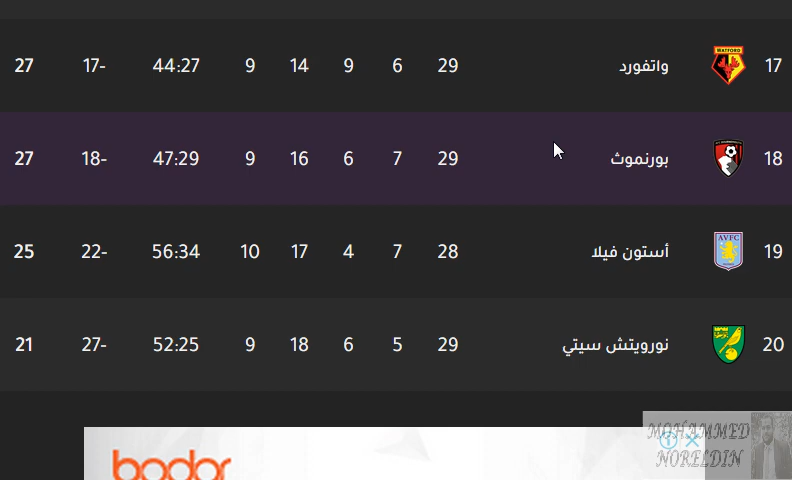 17 واتفورد 29 6 9 14 9 44:27 17- 27
18 بورنموث 29 7 6 16 9 47:29 18- 27
19 أستون فيلا 28 7 4 17 10 56:34 22- 25
20 نورويتش سيتي 29 5 6 18 9 52:25 27- 21
WATFORD
AVFC
bodor
MOHAMMED
NORELDIN